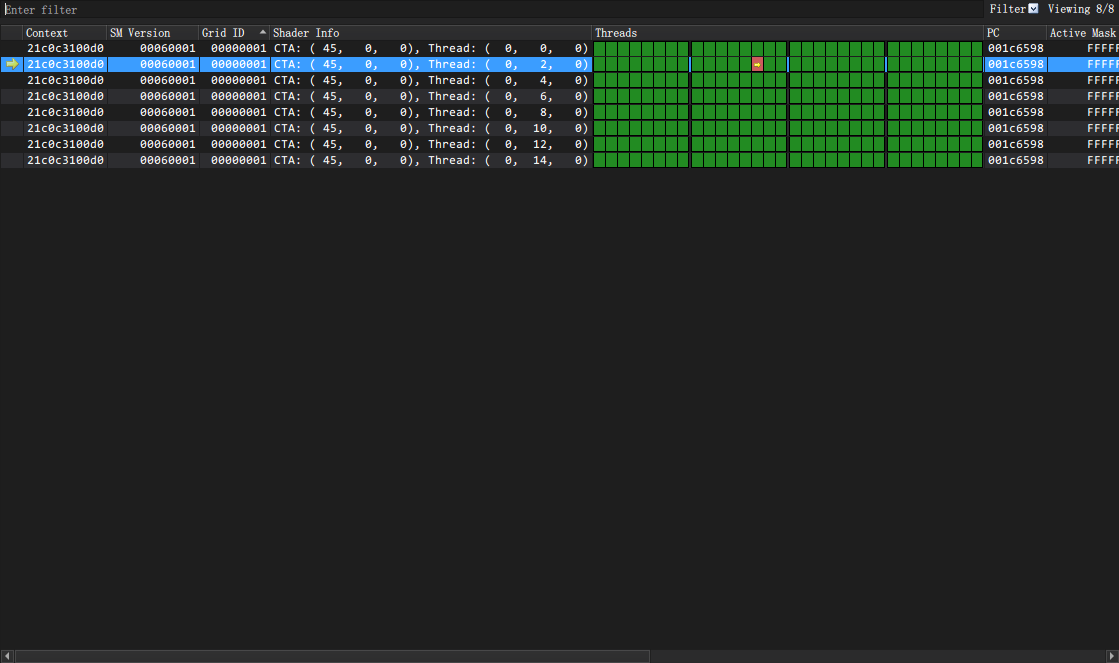 Enter filter Filter Viewing 8/8
Context SM Version Grid ID Shader Info Threads PC Active Mask
21c0c3100d0 00060001 00000001 CTA: ( 45, 0, 0), Thread: ( 0, 0, 0) 001c6598 FFFFF
21c0c3100d0 00060001 00000001 CTA: ( 45, 0, 0), Thread: ( 0, 2, 0) 001c6598 FFFFF
21c0c3100d0 00060001 00000001 CTA: ( 45, 0, 0), Thread: ( 0, 4, 0) 001c6598 FFFFF
21c0c3100d0 00060001 00000001 CTA: ( 45, 0, 0), Thread: ( 0, 6, 0) 001c6598 FFFFF
21c0c3100d0 00060001 00000001 CTA: ( 45, 0, 0), Thread: ( 0, 8, 0) 001c6598 FFFFF
21c0c3100d0 00060001 00000001 CTA: ( 45, 0, 0), Thread: ( 0, 10, 0) 001c6598 FFFFF
21c0c3100d0 00060001 00000001 CTA: ( 45, 0, 0), Thread: ( 0, 12, 0) 001c6598 FFFFF
21c0c3100d0 00060001 00000001 CTA: ( 45, 0, 0), Thread: ( 0, 14, 0) 001c6598 FFFFF